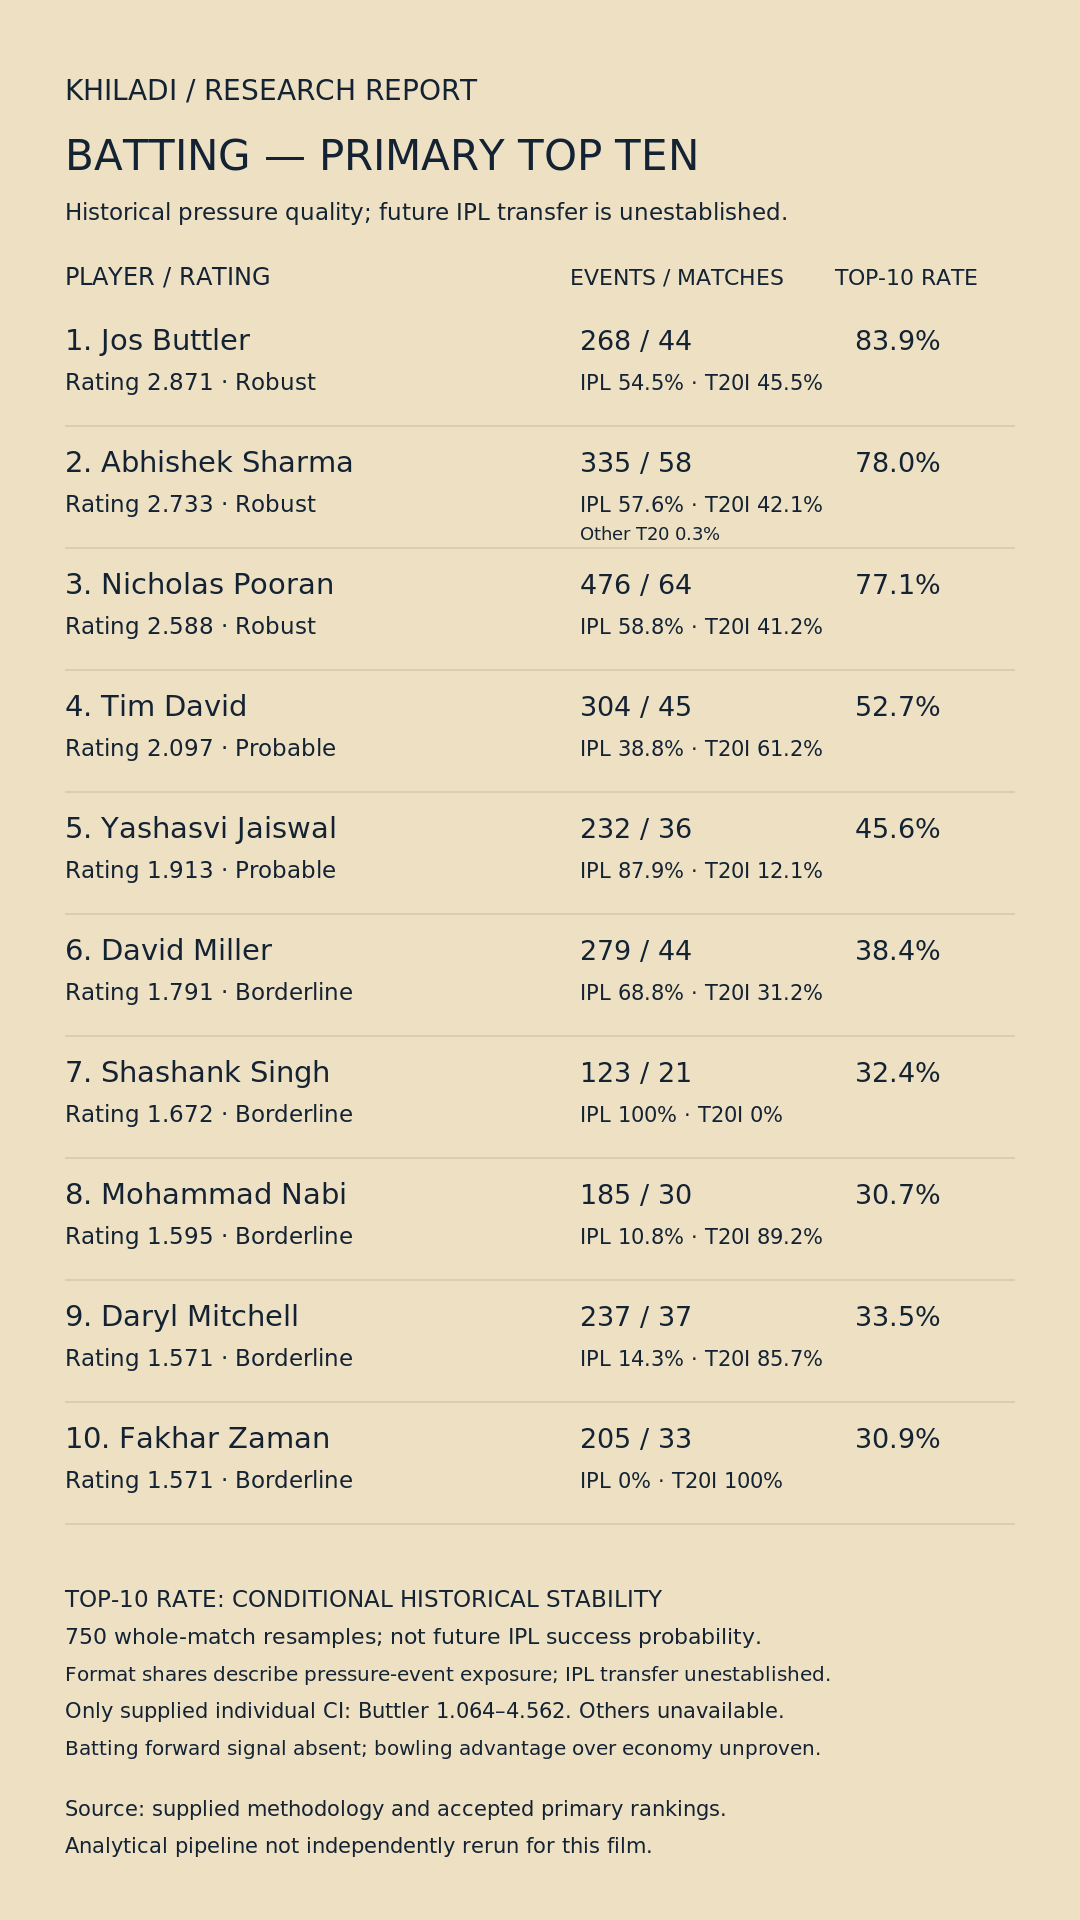 KHILADI / RESEARCH REPORT
BATTING — PRIMARY TOP TEN
Historical pressure quality; future IPL transfer is unestablished.
PLAYER / RATING EVENTS / MATCHES TOP-10 RATE
1. Jos Buttler 268 / 44 83.9%
Rating 2.871 · Robust IPL 54.5% · T20I 45.5%
2. Abhishek Sharma 335 / 58 78.0%
Rating 2.733 · Robust IPL 57.6% · T20I 42.1%
Other T20 0.3%
3. Nicholas Pooran 476 / 64 77.1%
Rating 2.588 · Robust IPL 58.8% · T20I 41.2%
4. Tim David 304 / 45 52.7%
Rating 2.097 · Probable IPL 38.8% · T20I 61.2%
5. Yashasvi Jaiswal 232 / 36 45.6%
Rating 1.913 · Probable IPL 87.9% · T20I 12.1%
6. David Miller 279 / 44 38.4%
Rating 1.791 · Borderline IPL 68.8% · T20I 31.2%
7. Shashank Singh 123 / 21 32.4%
Rating 1.672 · Borderline IPL 100% · T20I 0%
8. Mohammad Nabi 185 / 30 30.7%
Rating 1.595 · Borderline IPL 10.8% · T20I 89.2%
9. Daryl Mitchell 237 / 37 33.5%
Rating 1.571 · Borderline IPL 14.3% · T20I 85.7%
10. Fakhar Zaman 205 / 33 30.9%
Rating 1.571 · Borderline IPL 0% · T20I 100%
TOP-10 RATE: CONDITIONAL HISTORICAL STABILITY
750 whole-match resamples; not future IPL success probability.
Format shares describe pressure-event exposure; IPL transfer unestablished.
Only supplied individual CI: Buttler 1.064–4.562. Others unavailable.
Batting forward signal absent; bowling advantage over economy unproven.
Source: supplied methodology and accepted primary rankings.
Analytical pipeline not independently rerun for this film.